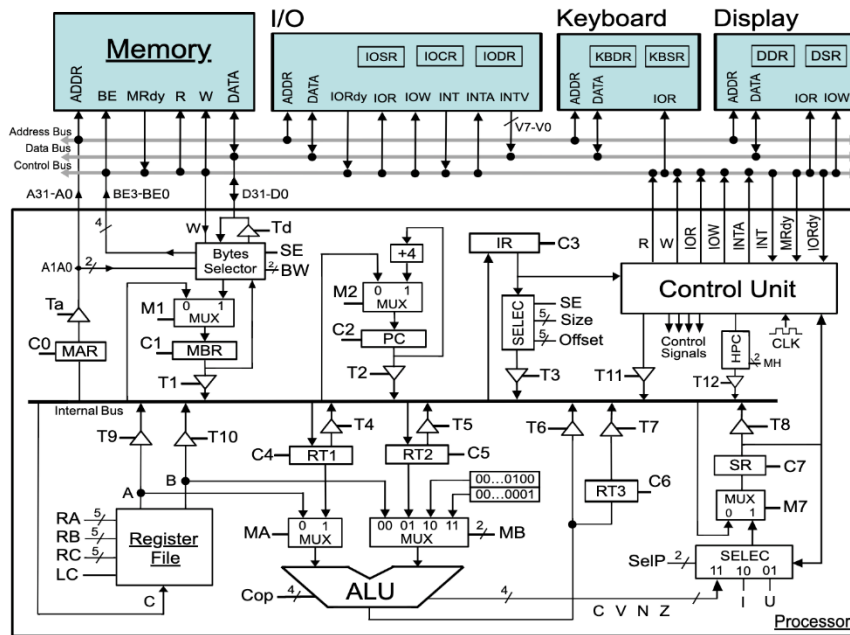 I/O Keyboard Display
Memory
IOSR IOCR IODR
KBDR KBSR
DDR DSR
ADDR BE MRdy R W DATA
ADDR DATA IORdy IOR IOW INT INTA INTV
ADDR DATA IOR
ADDR DATA IOR IOW
V7-V0
Address Bus
Data Bus
Control Bus
A31-A0 BE3-BE0 D31-D0
4 W Td
R W IOR IOW INTA INT MRdy IORdy
A1A0 2
Bytes Selector
SE
2 BW
+4
IR C3
Control Unit
Ta
M1 0 1 MUX
M2 0 1 MUX
SELEC
SE
5 Size
5 Offset
Control Signals
HPC 2 MH
CLK
C0 MAR
C1 MBR
C2 PC
T1 T2 T3 T11 T12
Internal Bus
T9 T10 T4 T5 T6 T7 T8
C4 RT1
RT2 C5
RT3 C6
SR C7
A B
00...0100
00...0001
MUX 0 1 M7
RA 5
RB 5
RC 5
LC
Register File
C
MA 0 1 MUX
00 01 10 11 MUX 2 MB
SelP 2
SELEC
11 10 01
Cop 4
ALU
4
C V N Z
I U
Processor